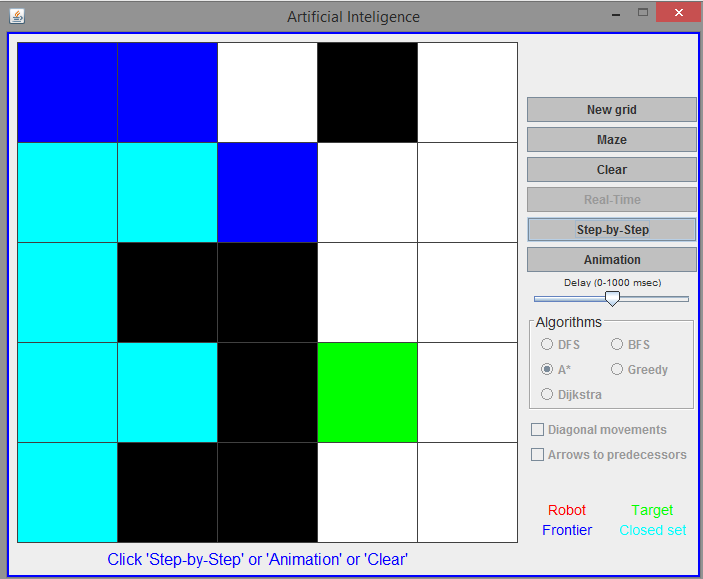 Artificial Inteligence
New grid
Maze
Clear
Real-Time
Step-by-Step
Animation
Delay (0-1000 msec)
Algorithms
DFS BFS
A* Greedy
Dijkstra
Diagonal movements
Arrows to predecessors
Robot Target
Frontier Closed set
Click 'Step-by-Step' or 'Animation' or 'Clear'